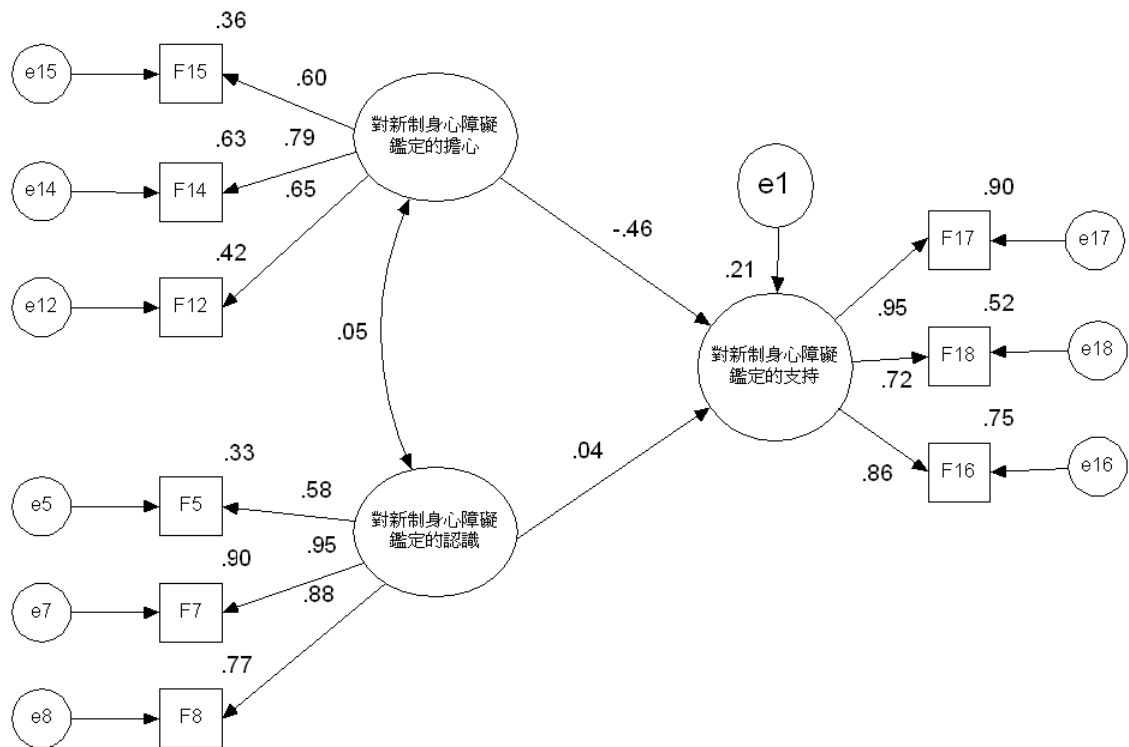 .36
e15
F15
.60
對新制身心障礙
鑑定的擔心
.63
.79
e14
F14
.65
e1
.90
-.46
F17
e17
.42
.21
e12
F12
.95
.52
.05
對新制身心障礙
鑑定的支持
F18
e18
.72
.75
.33
.04
.86
F16
e16
e5
F5
.58
對新制身心障礙
鑑定的認識
.90
.95
e7
F7
.88
.77
e8
F8